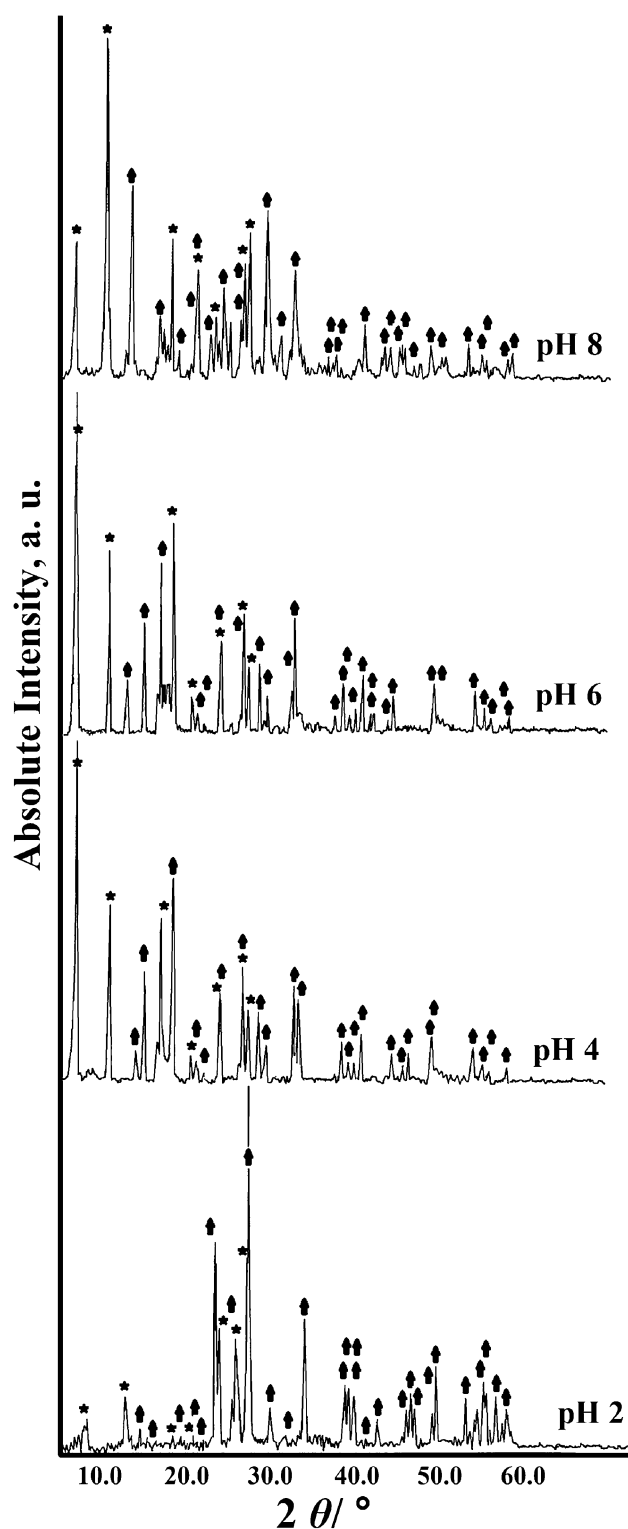 pH 8
pH 6
Absolute Intensity, a. u.
pH 4
pH 2
10.0 20.0 30.0 40.0 50.0 60.0
2 θ/ °